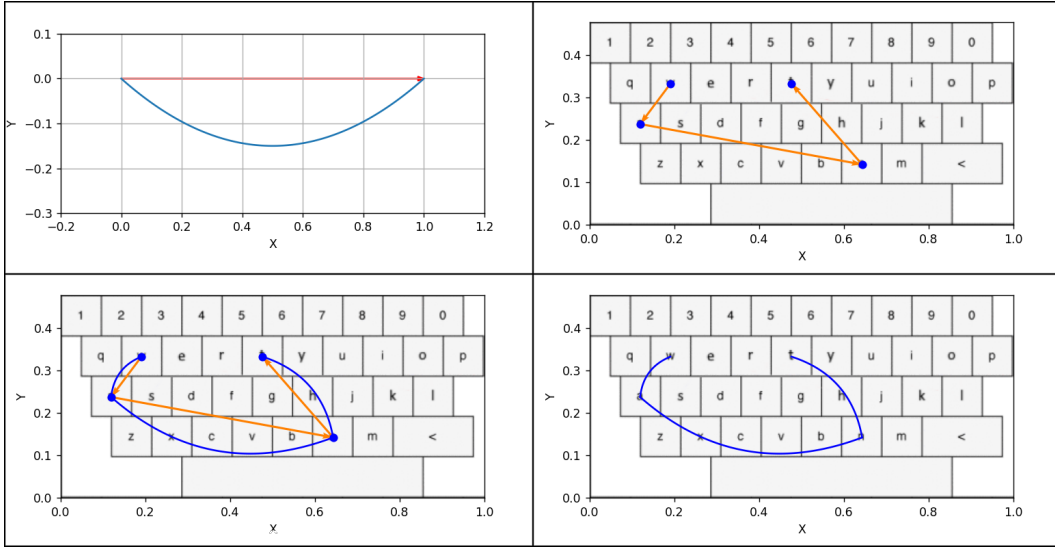 0.1
0.0
−0.1
−0.2
−0.3
Y
−0.2 0.0 0.2 0.4 0.6 0.8 1.0 1.2
X
0.4
0.3
0.2
0.1
0.0
Y
1 2 3 4 5 6 7 8 9 0
q e r y u i o p
s d f g h j k l
z x c v b m <
0.0 0.2 0.4 0.6 0.8 1.0
X
0.4
0.3
0.2
0.1
0.0
Y
1 2 3 4 5 6 7 8 9 0
q e r y u i o p
s d f g h j k l
z x c v b m <
0.0 0.2 0.4 0.6 0.8 1.0
X
0.4
0.3
0.2
0.1
0.0
Y
1 2 3 4 5 6 7 8 9 0
q w e r t y u i o p
a s d f g h j k l
z x c v b n m <
0.0 0.2 0.4 0.6 0.8 1.0
X